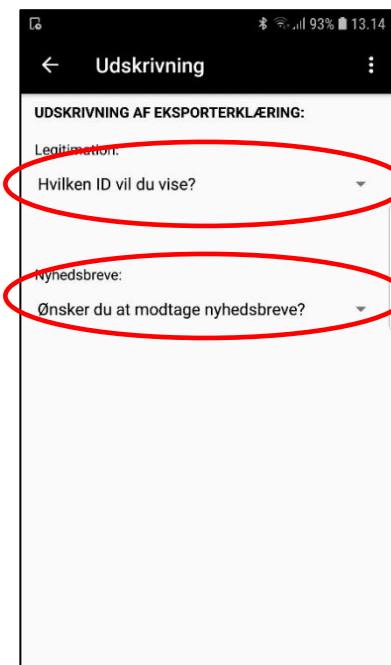 93% 13.14
Udskrivning
UDSKRIVNING AF EKSPORTERKLÆRING:
Legitimation:
Hvilken ID vil du vise?
Nyhedsbreve:
Ønsker du at modtage nyhedsbreve?